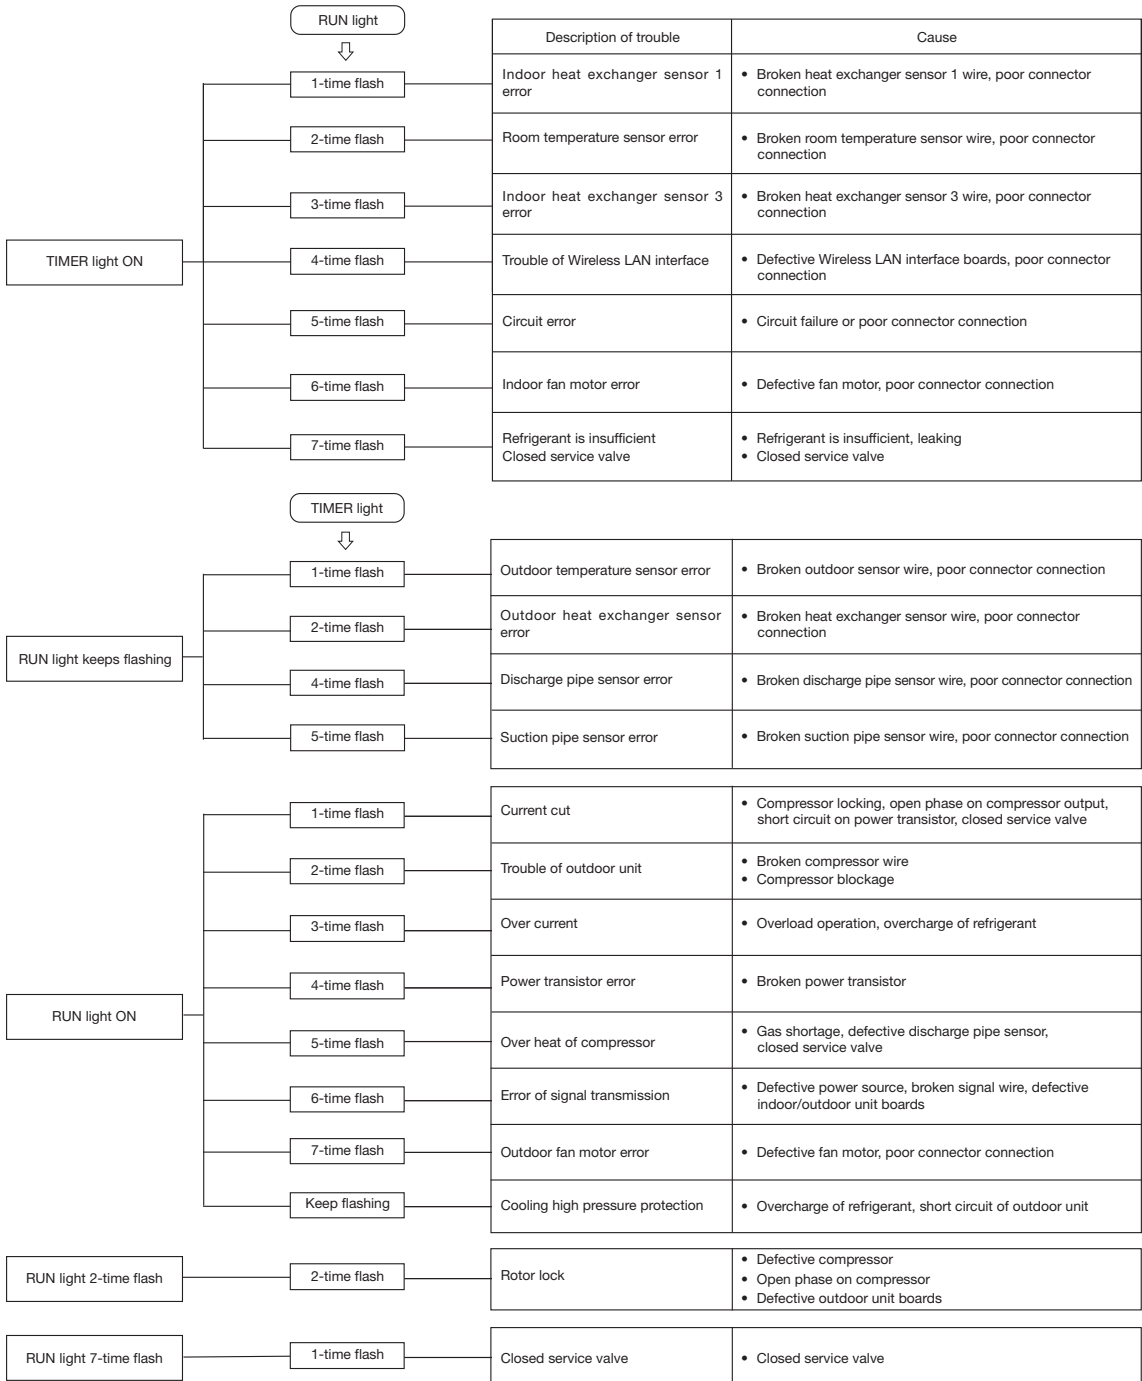 RUN light
Description of trouble
Cause
1-time flash
Indoor heat exchanger sensor 1
error
• Broken heat exchanger sensor 1 wire, poor connector
connection
2-time flash
Room temperature sensor error
• Broken room temperature sensor wire, poor connector
connection
3-time flash
Indoor heat exchanger sensor 3
error
• Broken heat exchanger sensor 3 wire, poor connector
connection
TIMER light ON
4-time flash
Trouble of Wireless LAN interface
• Defective Wireless LAN interface boards, poor connector
connection
5-time flash
Circuit error
• Circuit failure or poor connector connection
6-time flash
Indoor fan motor error
• Defective fan motor, poor connector connection
7-time flash
Refrigerant is insufficient
Closed service valve
• Refrigerant is insufficient, leaking
• Closed service valve
TIMER light
1-time flash
Outdoor temperature sensor error
• Broken outdoor sensor wire, poor connector connection
2-time flash
Outdoor heat exchanger sensor
error
• Broken heat exchanger sensor wire, poor connector
connection
RUN light keeps flashing
4-time flash
Discharge pipe sensor error
• Broken discharge pipe sensor wire, poor connector connection
5-time flash
Suction pipe sensor error
• Broken suction pipe sensor wire, poor connector connection
1-time flash
Current cut
• Compressor locking, open phase on compressor output,
short circuit on power transistor, closed service valve
2-time flash
Trouble of outdoor unit
• Broken compressor wire
• Compressor blockage
3-time flash
Over current
• Overload operation, overcharge of refrigerant
4-time flash
Power transistor error
• Broken power transistor
RUN light ON
5-time flash
Over heat of compressor
• Gas shortage, defective discharge pipe sensor,
closed service valve
6-time flash
Error of signal transmission
• Defective power source, broken signal wire, defective
indoor/outdoor unit boards
7-time flash
Outdoor fan motor error
• Defective fan motor, poor connector connection
Keep flashing
Cooling high pressure protection
• Overcharge of refrigerant, short circuit of outdoor unit
RUN light 2-time flash
2-time flash
Rotor lock
• Defective compressor
• Open phase on compressor
• Defective outdoor unit boards
RUN light 7-time flash
1-time flash
Closed service valve
• Closed service valve